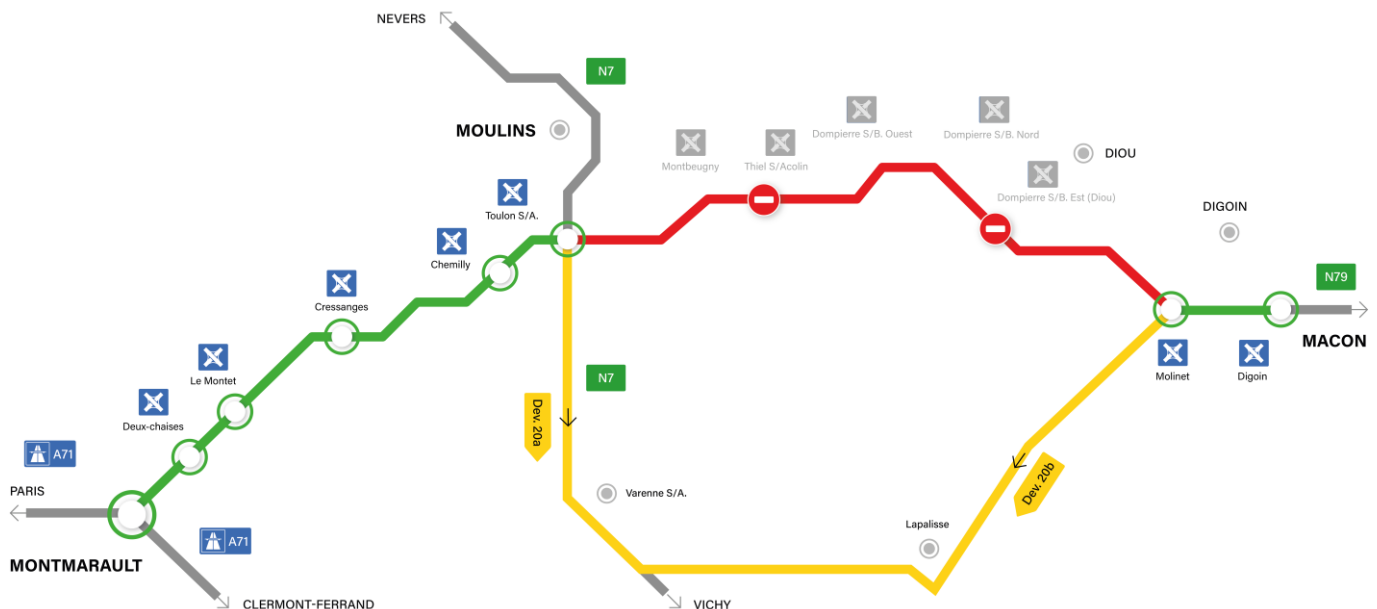 NEVERS
N7
MOULINS
Montbeugny
Thiel S/Acolin
Dompierre S/B. Ouest
Dompierre S/B. Nord
DIOU
Dompierre S/B. Est (Diou)
Toulon S/A.
DIGOIN
Chemilly
N79
Cressanges
MACON
Molinet
Digoin
Le Montet
N7
Deux-chaises
Dev. 20a
A71
PARIS
Dev. 20b
Varenne S/A.
Lapalisse
A71
MONTMARAULT
CLERMONT-FERRAND
VICHY